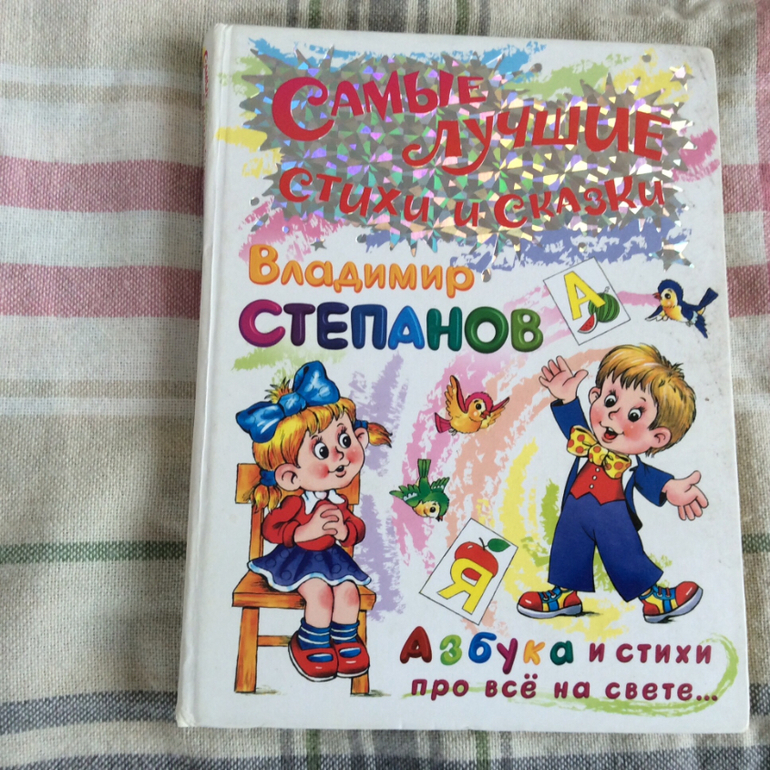 САМЫЕ
ЛУЧШИЕ
СТИХИ и СКАЗКИ
Владимир
СТЕПАНОВ
А
Я
Азбука и стихи
про всё на свете...